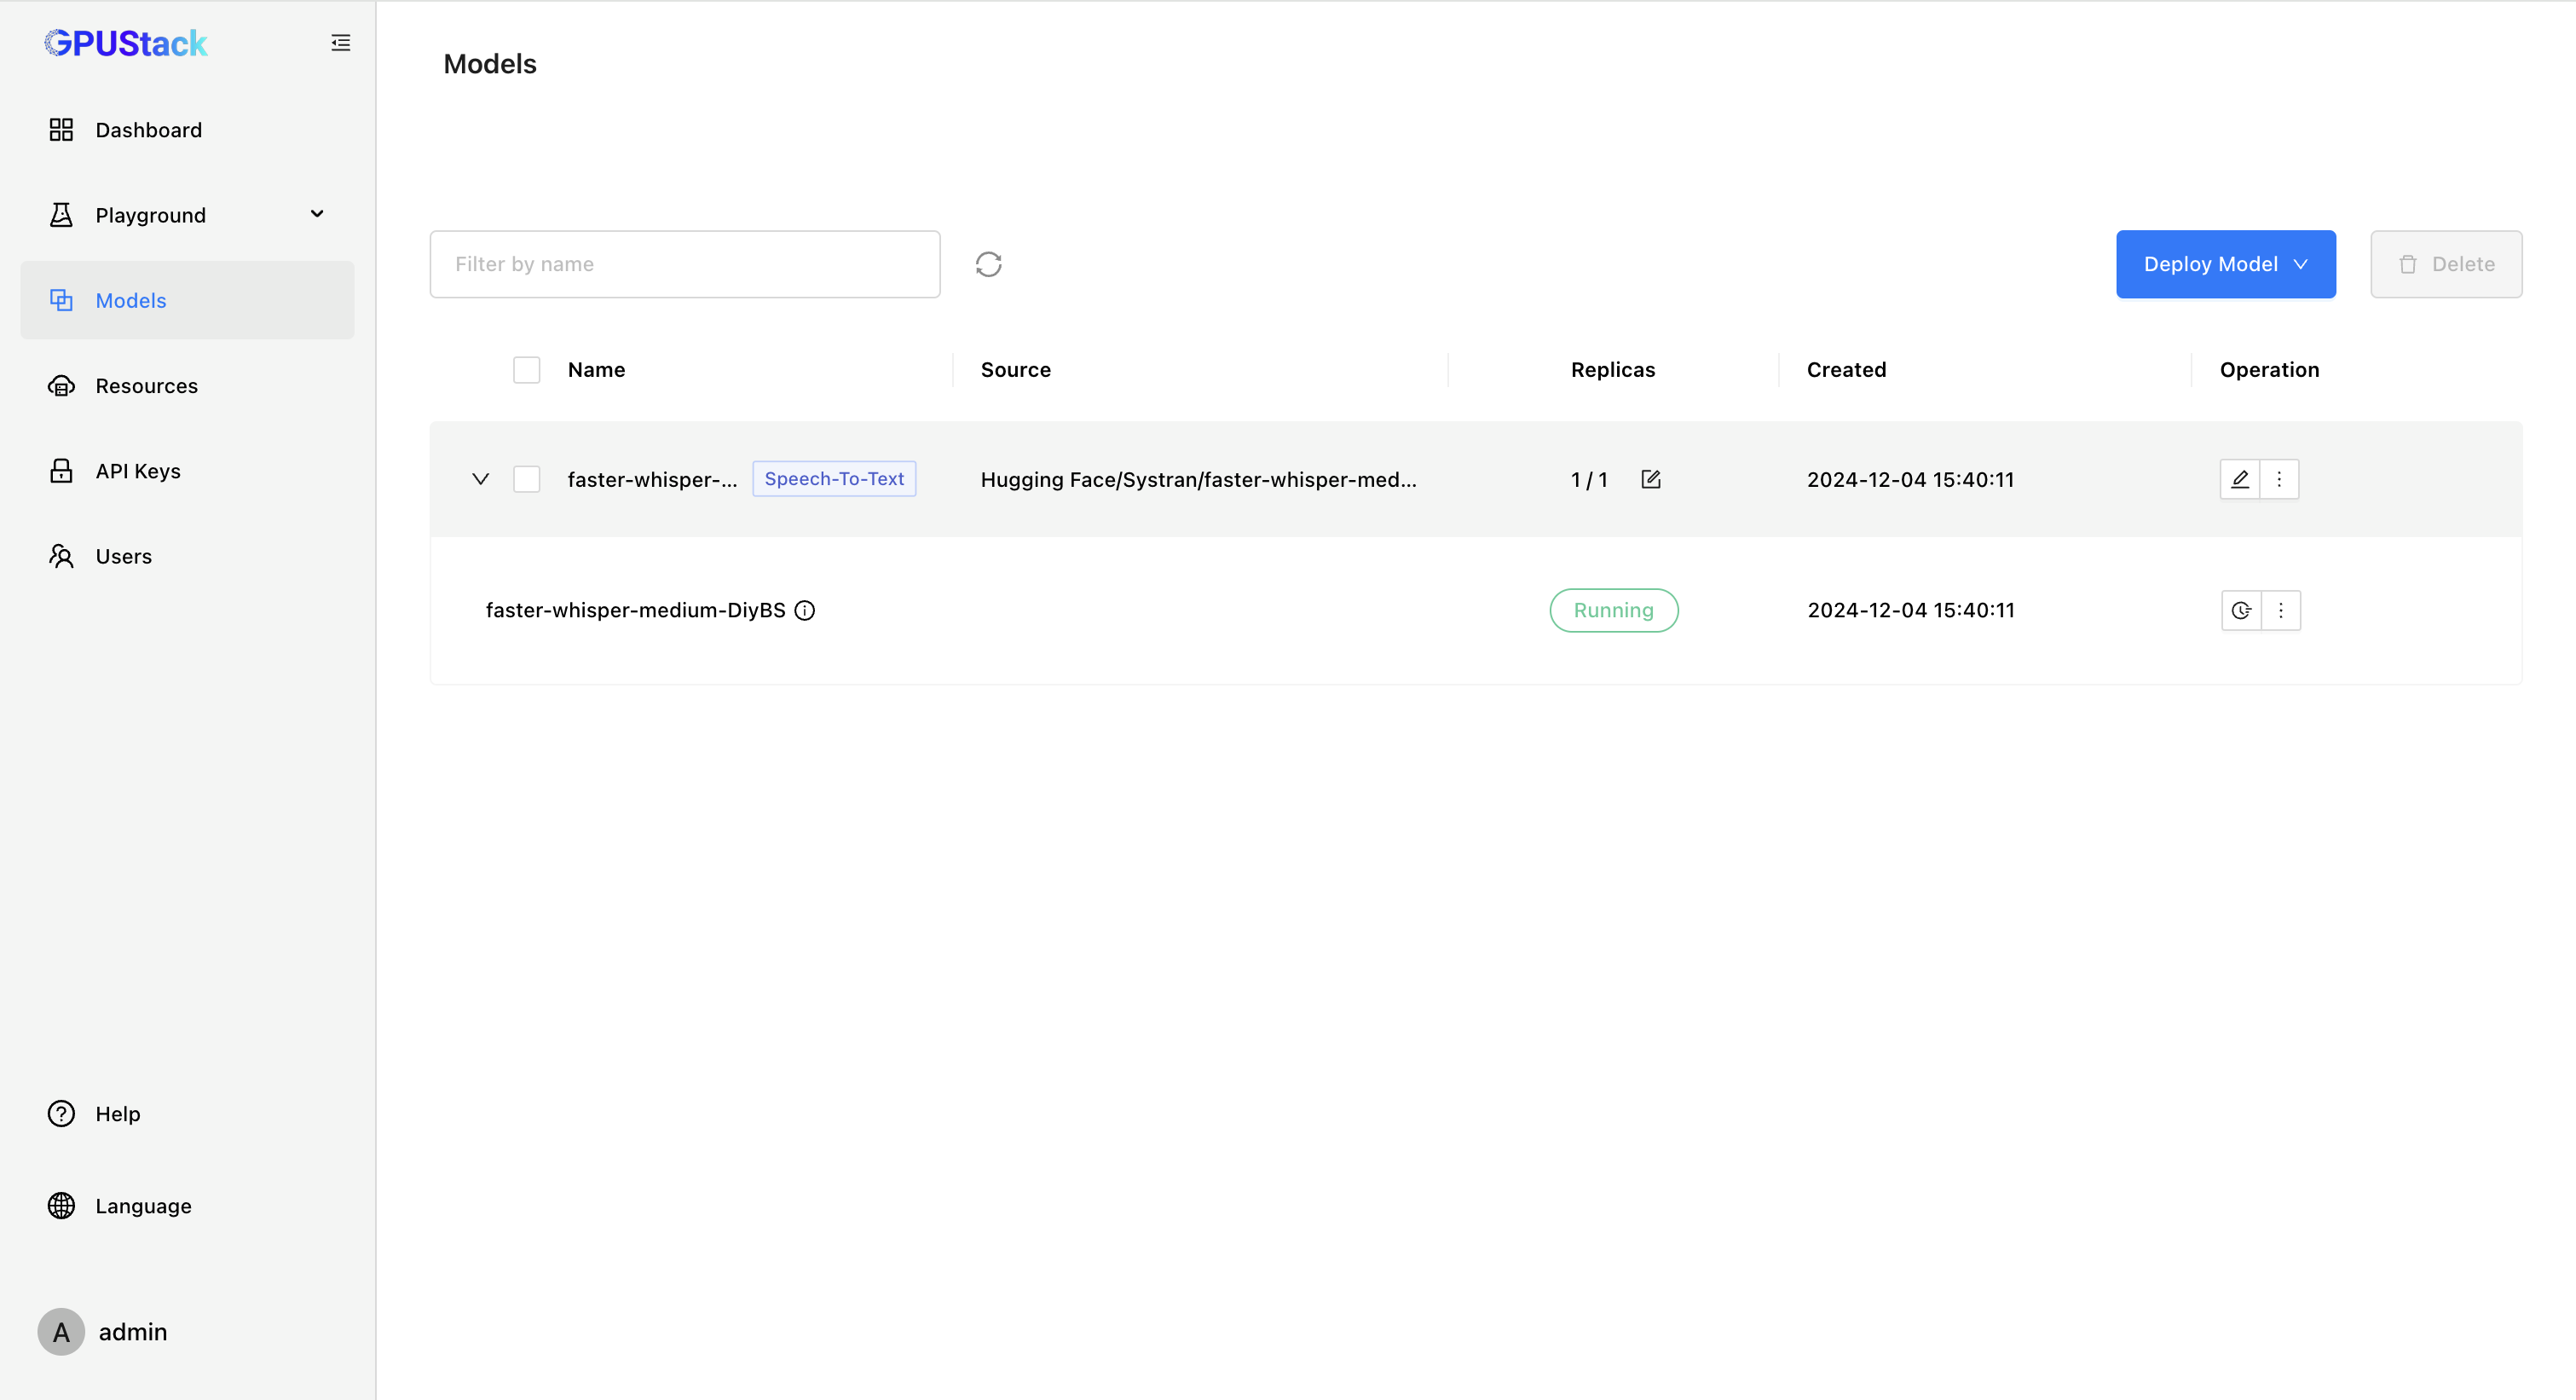 GPUStack
Dashboard
Playground
Models
Resources
API Keys
Users
Help
Language
A admin
Models
Filter by name
Deploy Model
Delete
Name Source Replicas Created Operation
faster-whisper-... Speech-To-Text Hugging Face/Systran/faster-whisper-med... 1 / 1 2024-12-04 15:40:11
faster-whisper-medium-DiyBS Running 2024-12-04 15:40:11